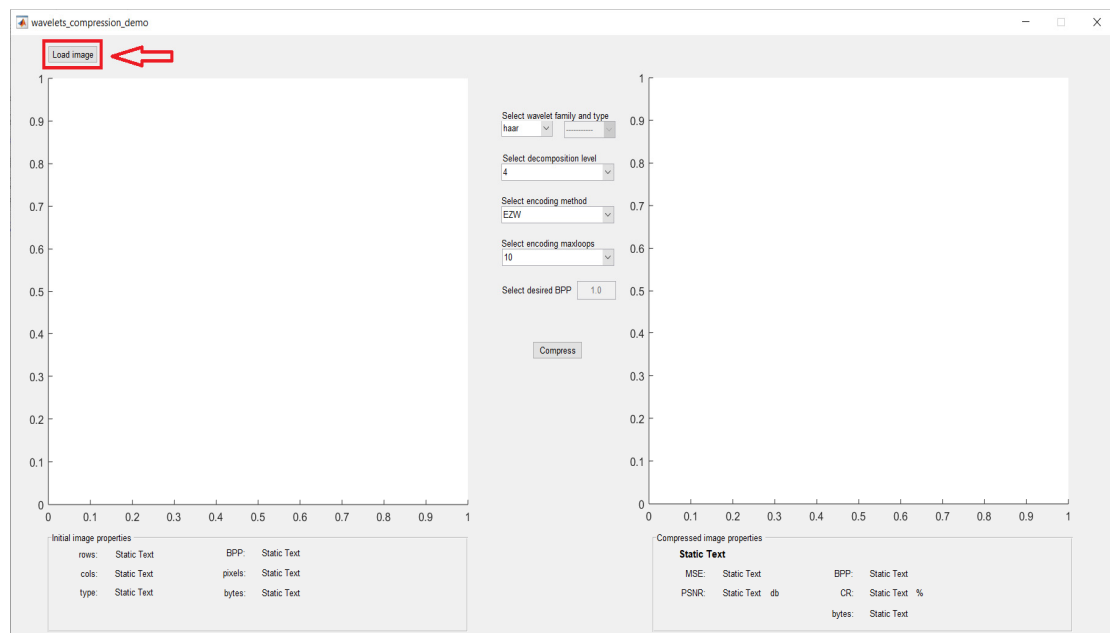 wavelets_compression_demo
Load image
1
0.9
0.8
0.7
0.6
0.5
0.4
0.3
0.2
0.1
0
0 0.1 0.2 0.3 0.4 0.5 0.6 0.7 0.8 0.9 1
Select wavelet family and type
haar ----------
Select decomposition level
4
Select encoding method
EZW
Select encoding maxloops
10
Select desired BPP 1.0
Compress
1
0.9
0.8
0.7
0.6
0.5
0.4
0.3
0.2
0.1
0
0 0.1 0.2 0.3 0.4 0.5 0.6 0.7 0.8 0.9 1
Initial image properties
rows: Static Text BPP: Static Text
cols: Static Text pixels: Static Text
type: Static Text bytes: Static Text
Compressed image properties
Static Text
MSE: Static Text BPP: Static Text
PSNR: Static Text db CR: Static Text %
bytes: Static Text